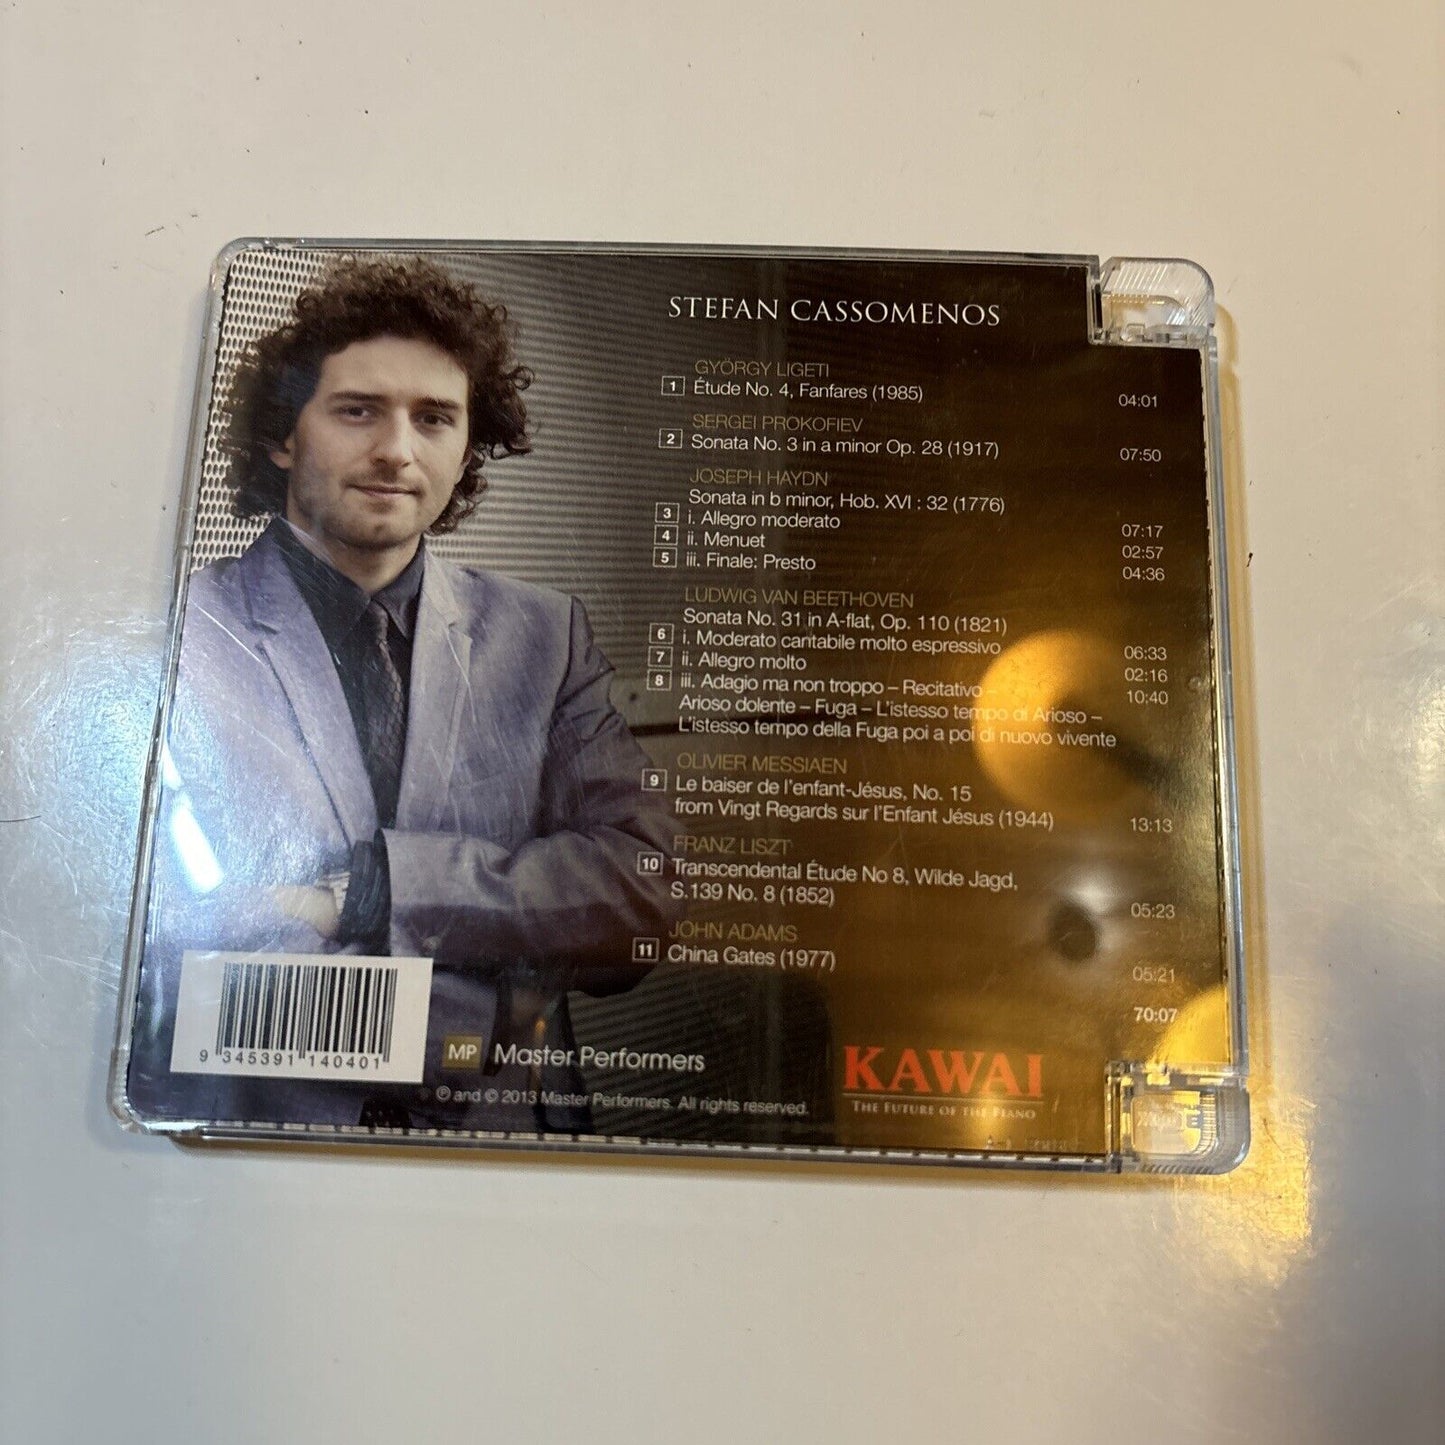 STEFAN CASSOMENOS
GYÖRGY LIGETI
1 Étude No. 4, Fanfares (1985) 04:01
SERGEI PROKOFIEV
2 Sonata No. 3 in a minor Op. 28 (1917) 07:50
JOSEPH HAYDN
Sonata in b minor, Hob. XVI : 32 (1776)
3 i. Allegro moderato 07:17
4 ii. Menuet 02:57
5 iii. Finale: Presto 04:36
LUDWIG VAN BEETHOVEN
Sonata No. 31 in A-flat, Op. 110 (1821)
6 i. Moderato cantabile molto espressivo 06:33
7 ii. Allegro molto 02:16
8 iii. Adagio ma non troppo – Recitativo – 10:40
Arioso dolente – Fuga – L'istesso tempo di Arioso –
L'istesso tempo della Fuga poi a poi di nuovo vivente
OLIVIER MESSIAEN
9 Le baiser de l'enfant-Jésus, No. 15
from Vingt Regards sur l'Enfant Jésus (1944) 13:13
FRANZ LISZT
10 Transcendental Étude No 8, Wilde Jagd,
S.139 No. 8 (1852) 05:23
JOHN ADAMS
11 China Gates (1977) 05:21
70:07
9 345391 140401
MP Master Performers
℗ and © 2013 Master Performers. All rights reserved.
KAWAI
THE FUTURE OF THE PIANO